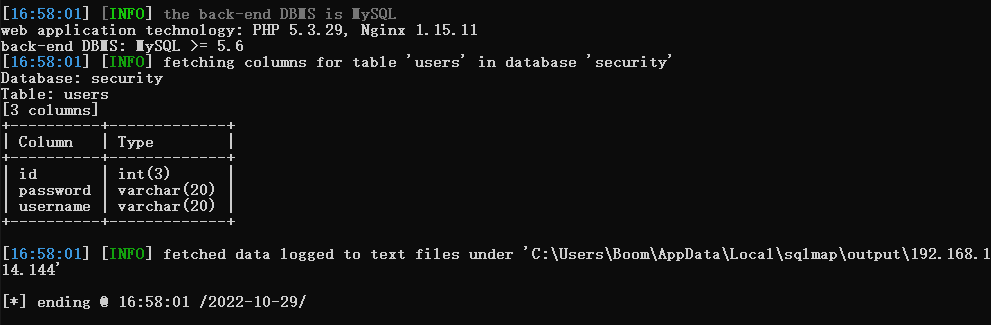 [16:58:01] [INFO] the back-end DBMS is MySQL
web application technology: PHP 5.3.29, Nginx 1.15.11
back-end DBMS: MySQL >= 5.6
[16:58:01] [INFO] fetching columns for table 'users' in database 'security'
Database: security
Table: users
[3 columns]
+----------+-------------+
| Column   | Type        |
+----------+-------------+
| id       | int(3)      |
| password | varchar(20) |
| username | varchar(20) |
+----------+-------------+
[16:58:01] [INFO] fetched data logged to text files under 'C:\Users\Boom\AppData\Local\sqlmap\output\192.168.1
14.144'
[*] ending @ 16:58:01 /2022-10-29/